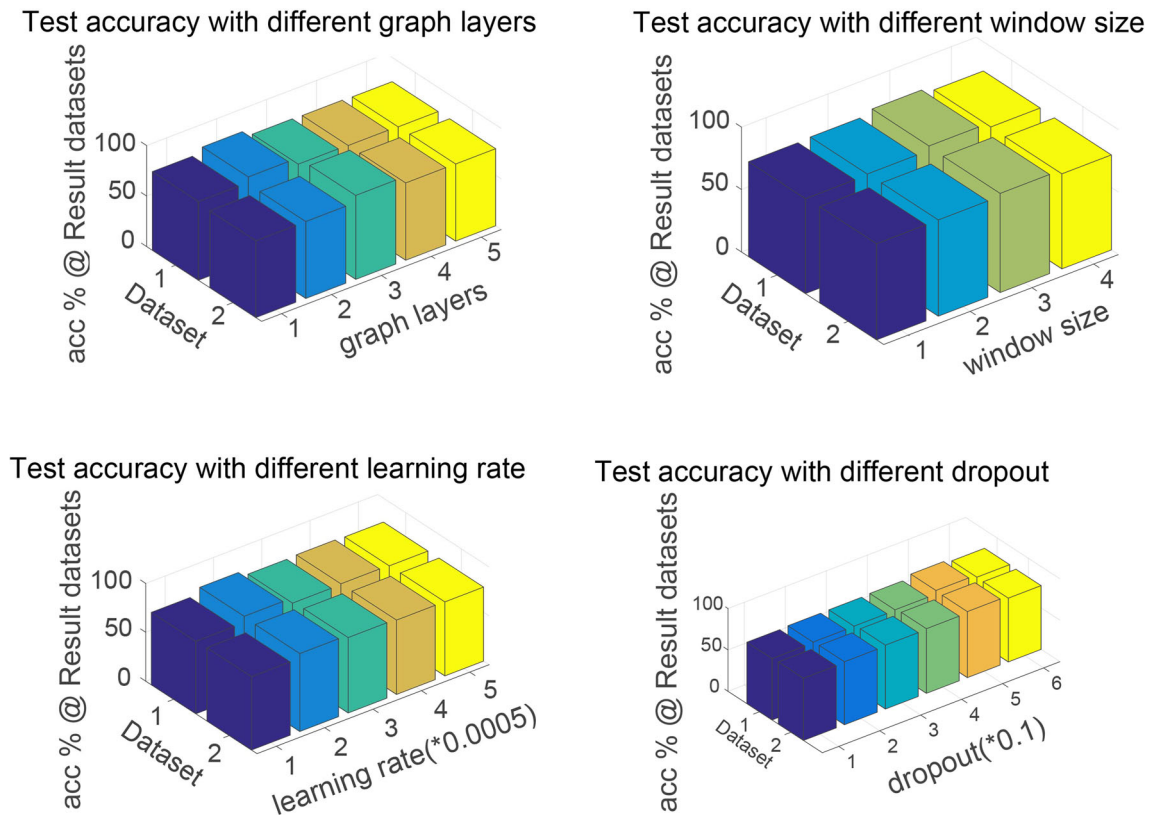 Test accuracy with different graph layers
acc % @ Result datasets
100
50
0
1
2
Dataset
1
2
3
4
5
graph layers
Test accuracy with different window size
acc % @ Result datasets
100
50
0
1
2
Dataset
1
2
3
4
window size
Test accuracy with different learning rate
acc % @ Result datasets
100
50
0
1
2
Dataset
1
2
3
4
5
learning rate(*0.0005)
Test accuracy with different dropout
acc % @ Result datasets
100
50
0
1
2
Dataset
1
2
3
4
5
6
dropout(*0.1)